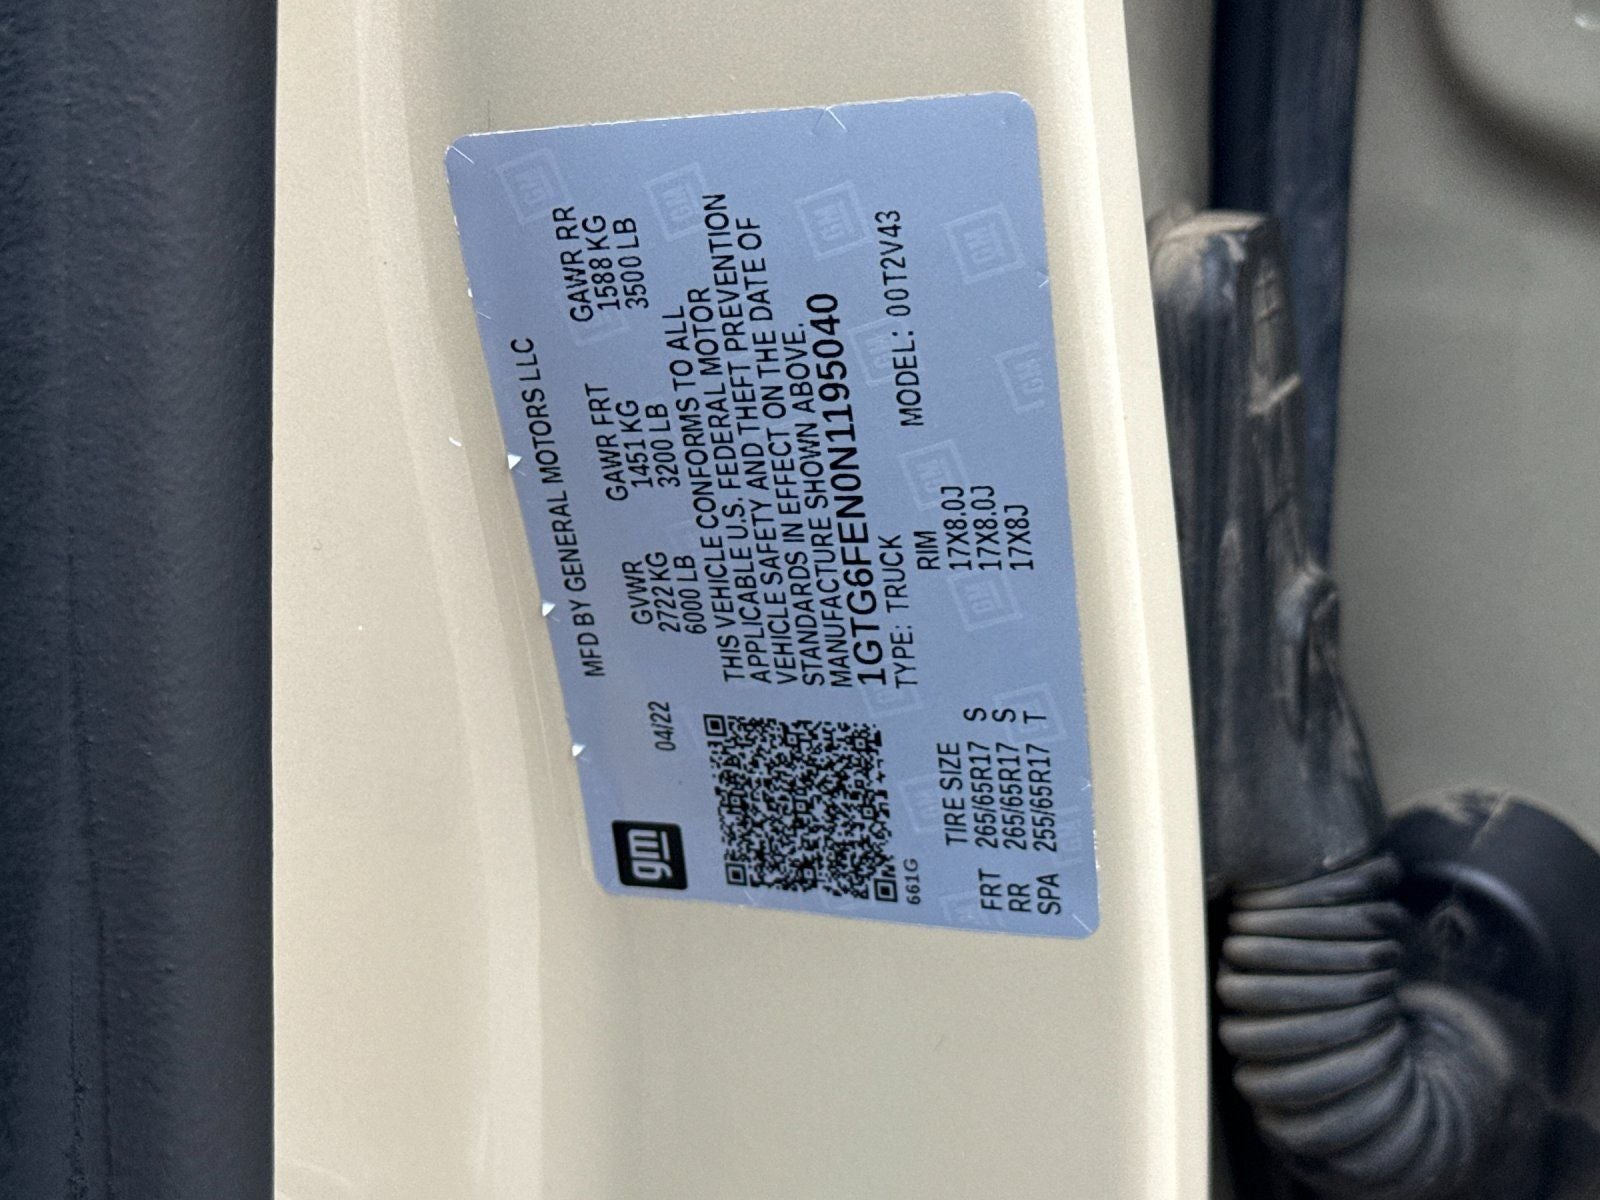 gm
04/22
MFD BY GENERAL MOTORS LLC
GVWR GAWR FRT GAWR RR
2722 KG 1451 KG 1588 KG
6000 LB 3200 LB 3500 LB
THIS VEHICLE CONFORMS TO ALL
APPLICABLE U.S. FEDERAL MOTOR
VEHICLE SAFETY AND THEFT PREVENTION
STANDARDS IN EFFECT ON THE DATE OF
MANUFACTURE SHOWN ABOVE.
1GTG6FEN0N1195040
TYPE: TRUCK MODEL: 00T2V43
661G
TIRE SIZE RIM
FRT 265/65R17 S 17X8.0J
RR 265/65R17 S 17X8.0J
SPA 255/65R17 T 17X8J